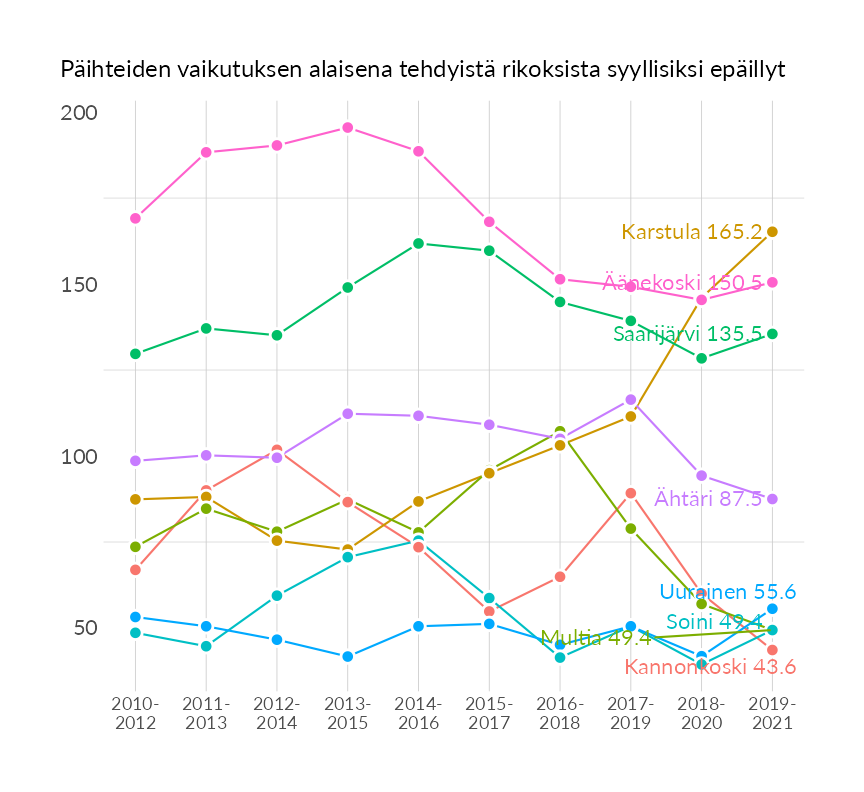 Päihteiden vaikutuksen alaisena tehdyistä rikoksista syyllisiksi epäillyt
200
150
100
50
Karstula 165.2
Äänekoski 150.5
Saarijärvi 135.5
Ähtäri 87.5
Uurainen 55.6
Soini 49.4
Multia 49.4
Kannonkoski 43.6
2010-
2012
2011-
2013
2012-
2014
2013-
2015
2014-
2016
2015-
2017
2016-
2018
2017-
2019
2018-
2020
2019-
2021